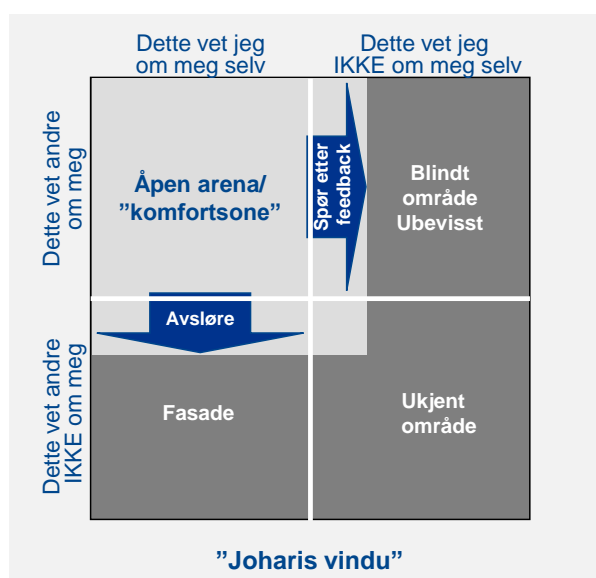 Dette vet jeg
om meg selv
Dette vet jeg
IKKE om meg selv
Dette vet andre
om meg
Åpen arena/
”komfortsone”
Spør etter
feedback
Blindt
område
Ubevisst
Dette vet andre
IKKE om meg
Avsløre
Fasade
Ukjent
område
”Joharis vindu”